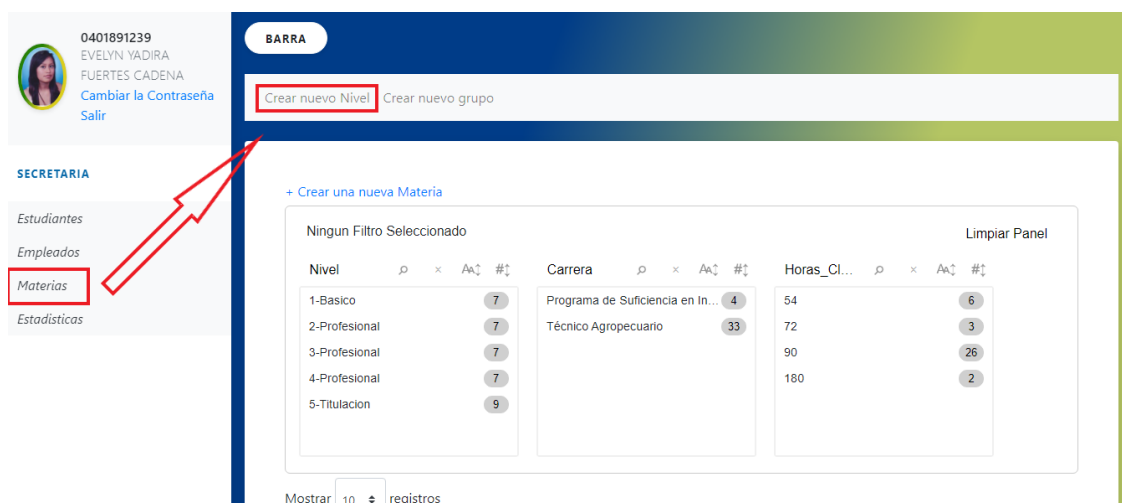 0401891239
EVELYN YADIRA
FUERTES CADENA
Cambiar la Contraseña
Salir
SECRETARIA
Estudiantes
Empleados
Materias
Estadisticas
BARRA
Crear nuevo Nivel Crear nuevo grupo
+ Crear una nueva Materia
Ningun Filtro Seleccionado Limpiar Panel
Nivel Carrera Horas_Cl...
1-Basico 7 Programa de Suficiencia en In... 4 54 6
2-Profesional 7 Técnico Agropecuario 33 72 3
3-Profesional 7 90 26
4-Profesional 7 180 2
5-Titulacion 9
Mostrar 10 registros